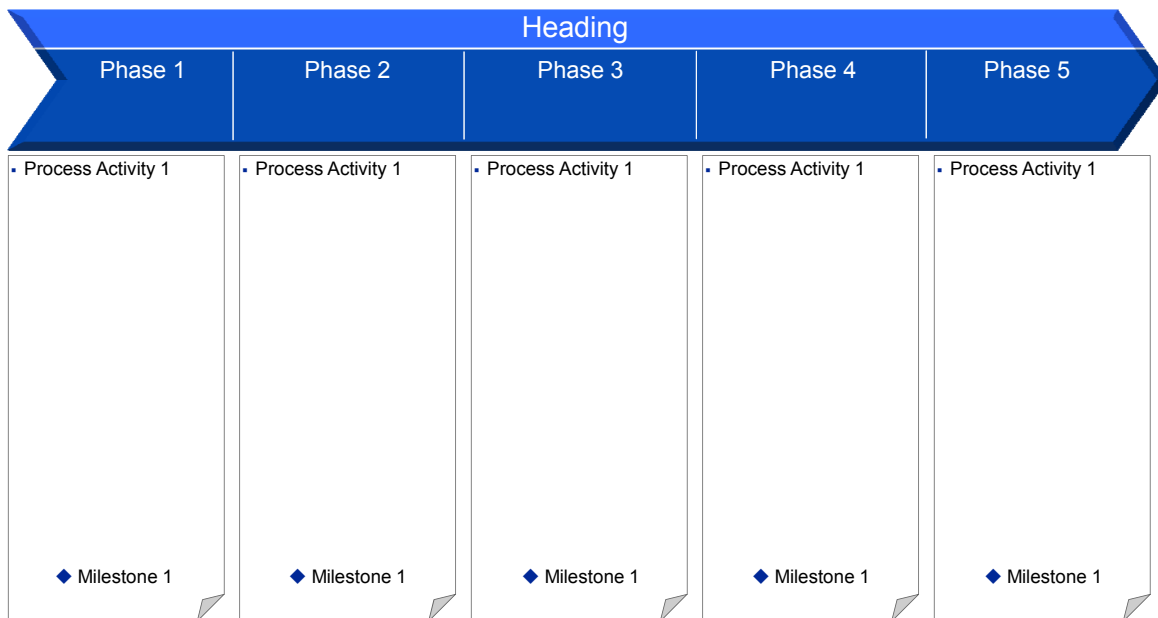 Heading
Phase 1
Phase 2
Phase 3
Phase 4
Phase 5
Process Activity 1
Process Activity 1
Process Activity 1
Process Activity 1
Process Activity 1
Milestone 1
Milestone 1
Milestone 1
Milestone 1
Milestone 1